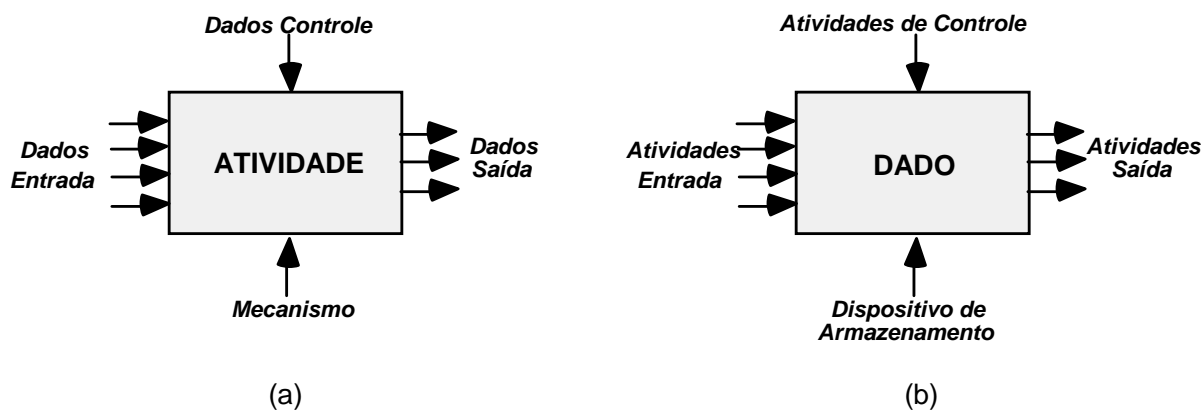 Dados Controle
Dados
Entrada
ATIVIDADE
Dados
Saída
Mecanismo
(a)
Atividades de Controle
Atividades
Entrada
DADO
Atividades
Saída
Dispositivo de
Armazenamento
(b)